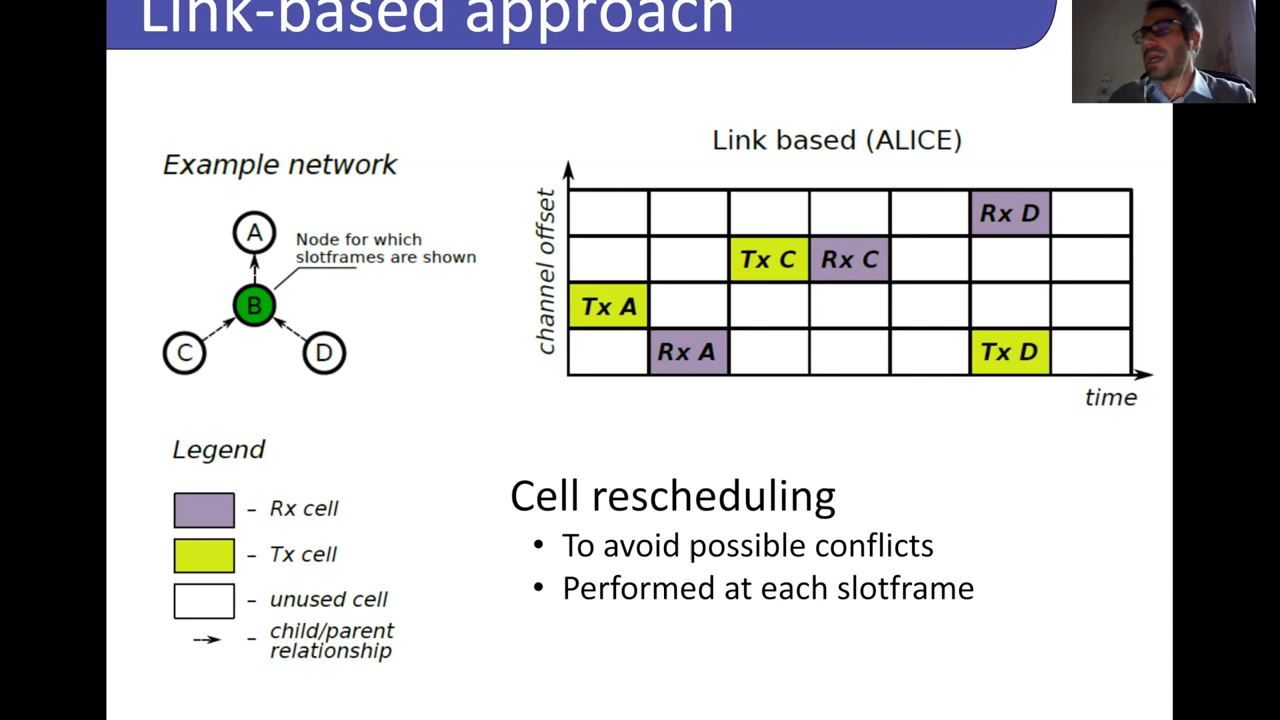 Link-based approach
Example network
A
Node for which
slotframes are shown
B
C
D
Link based (ALICE)
channel offset
Rx D
Tx C
Rx C
Tx A
Rx A
Tx D
time
Legend
– Rx cell
– Tx cell
– unused cell
– child/parent
relationship
Cell rescheduling
• To avoid possible conflicts
• Performed at each slotframe